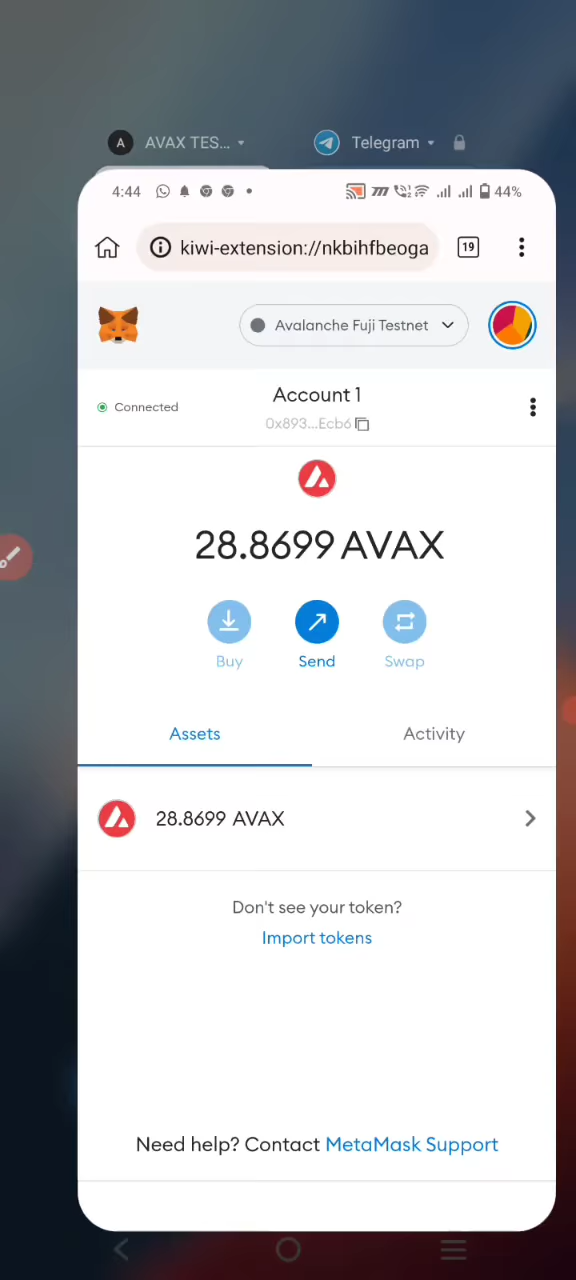 A AVAX TES... Telegram
4:44 44%
kiwi-extension://nkbihfbeoga 19
Avalanche Fuji Testnet
Connected
Account 1
0x893...Ecb6
28.8699 AVAX
Buy Send Swap
Assets Activity
28.8699 AVAX
Don't see your token?
Import tokens
Need help? Contact MetaMask Support